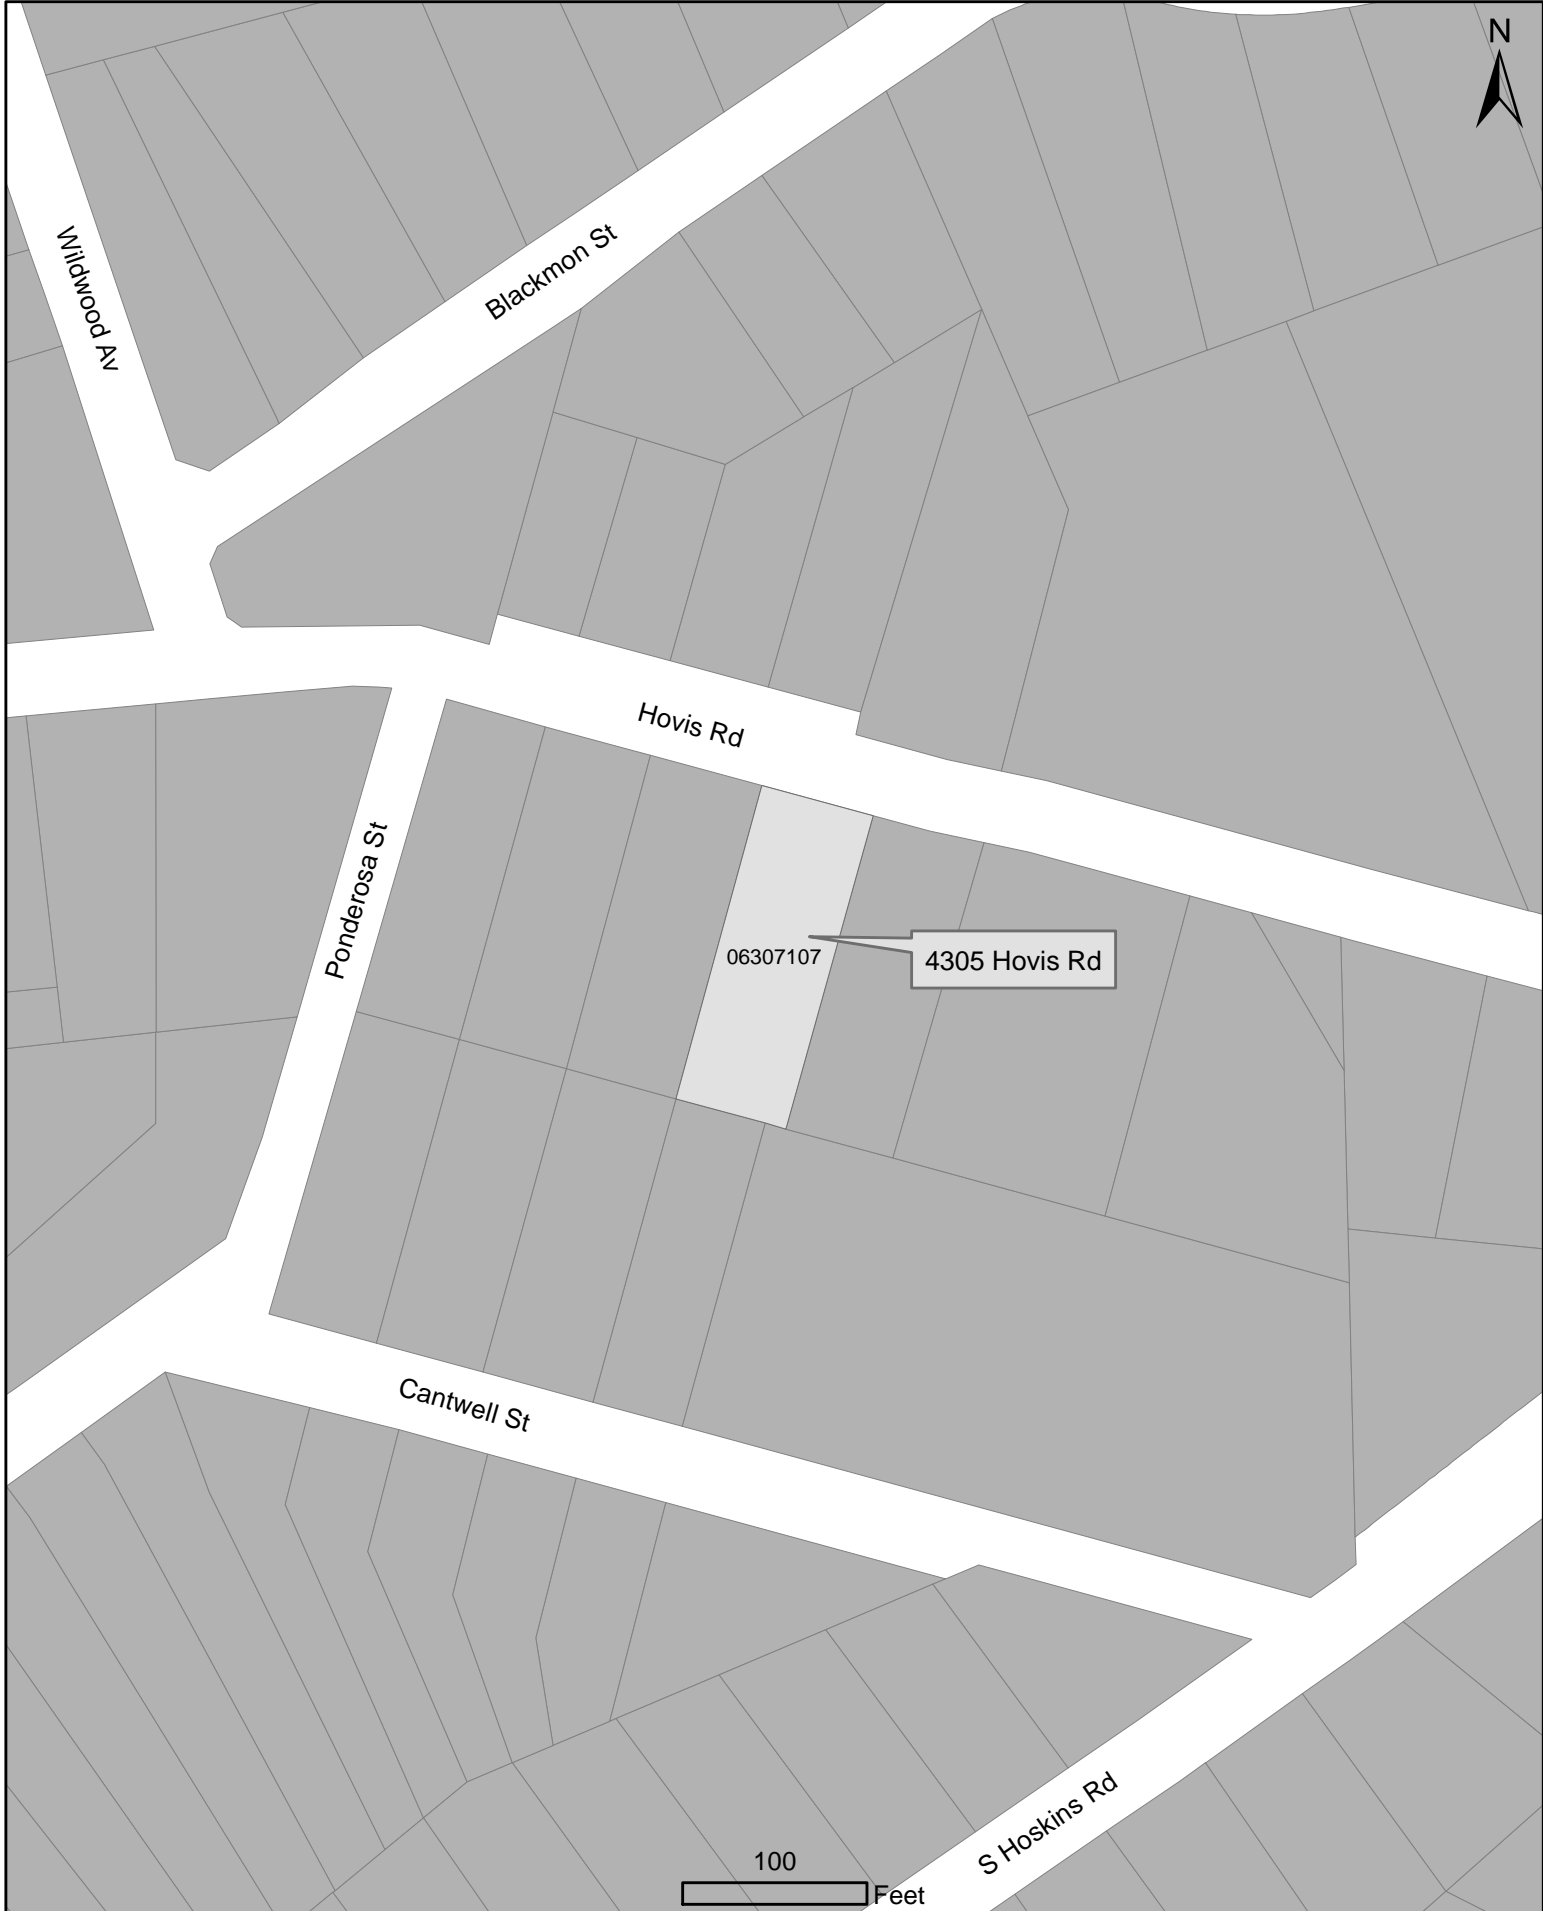 N
Wildwood Av
Blackmon St
Hovis Rd
Ponderosa St
06307107
4305 Hovis Rd
Cantwell St
S Hoskins Rd
100
Feet